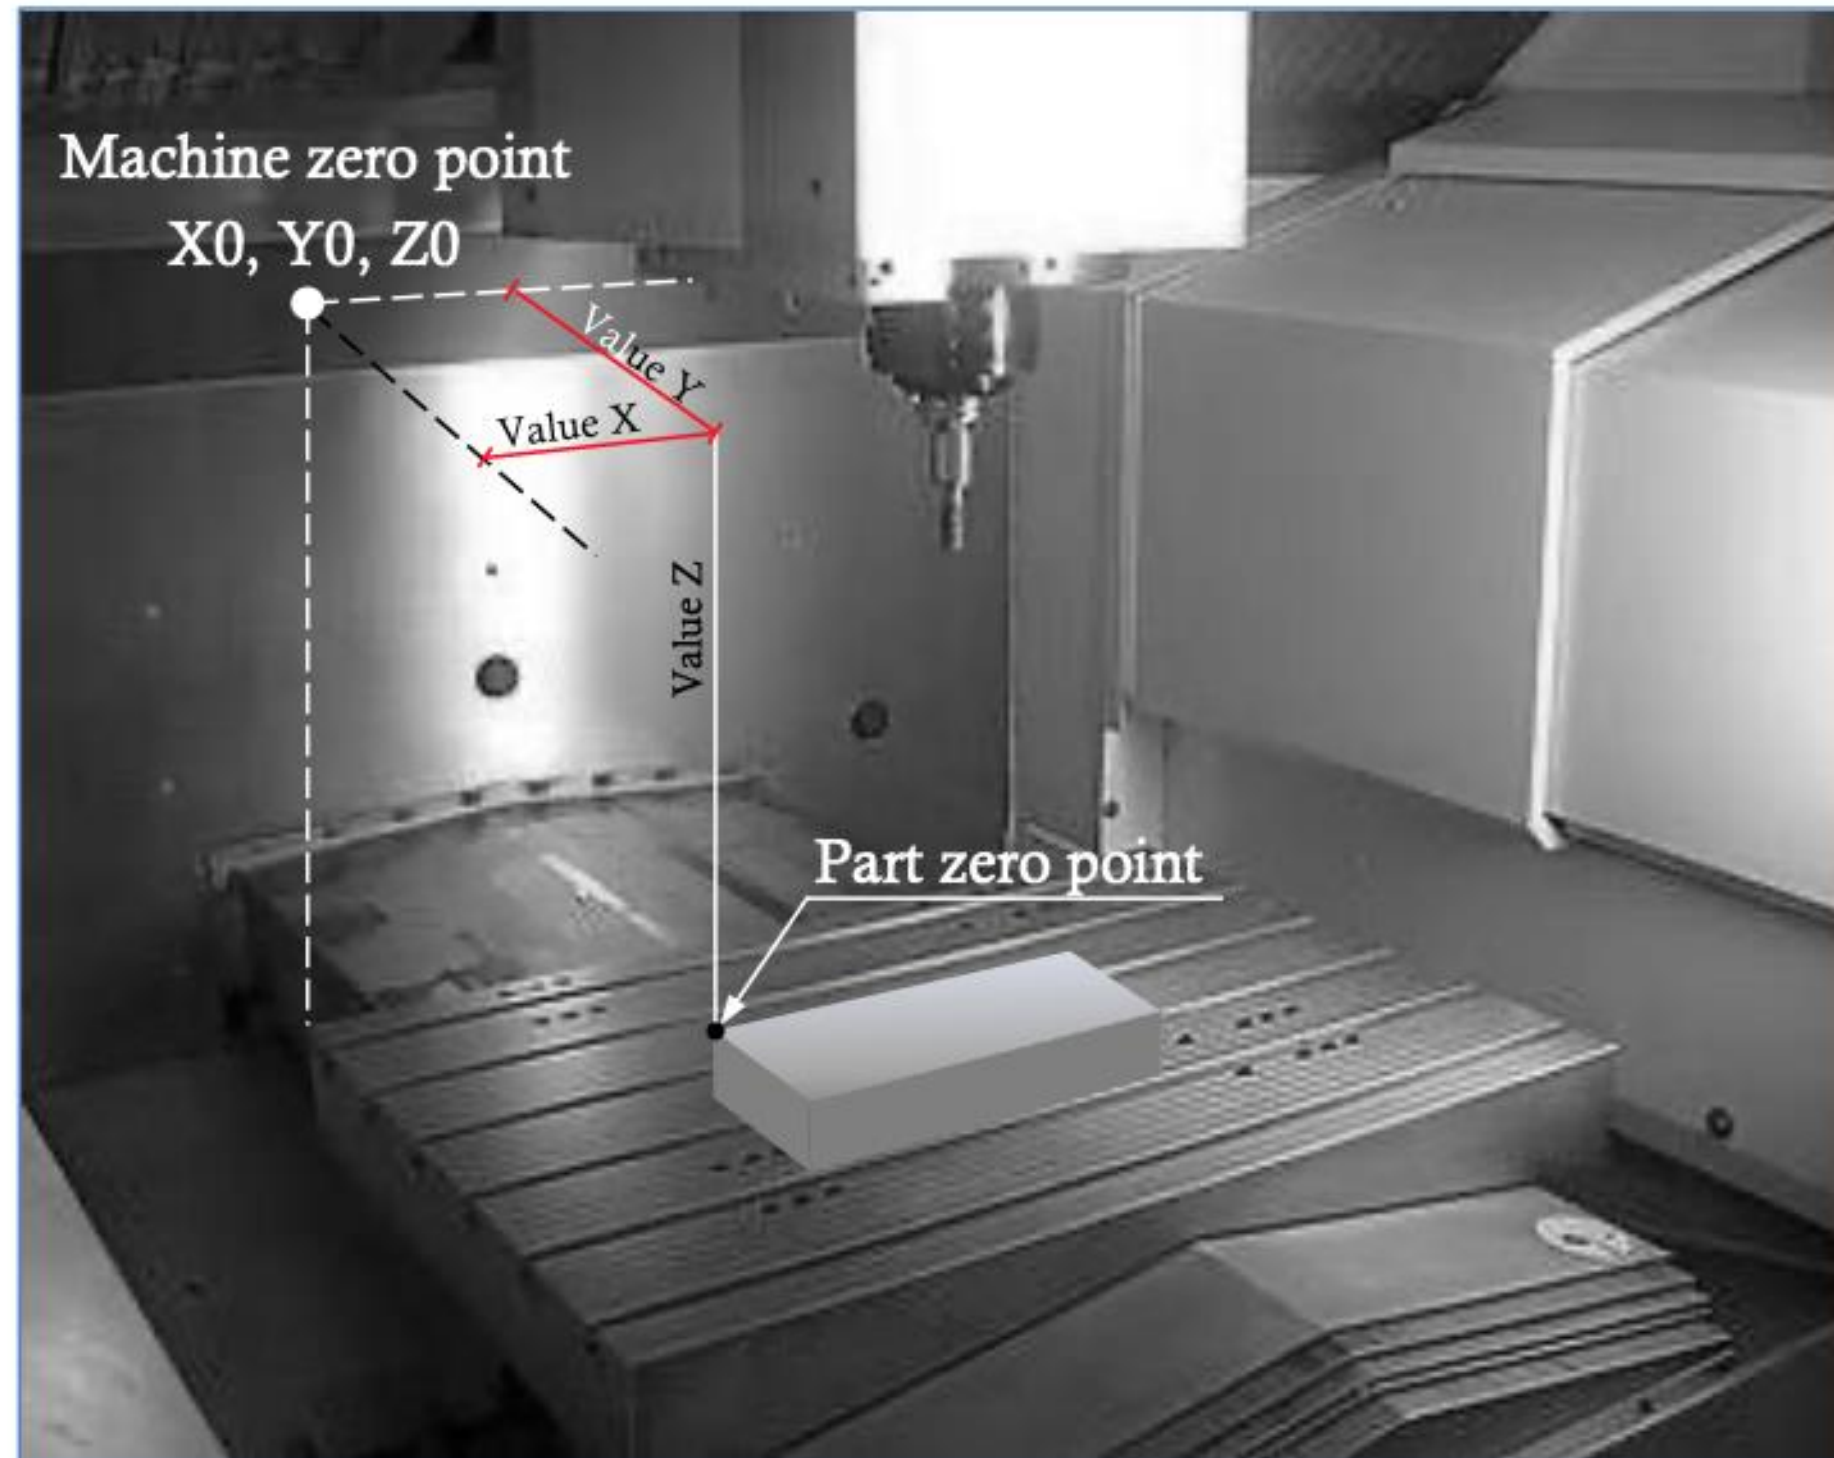 Machine zero point
X0, Y0, Z0
Value Y
Value X
Value Z
Part zero point